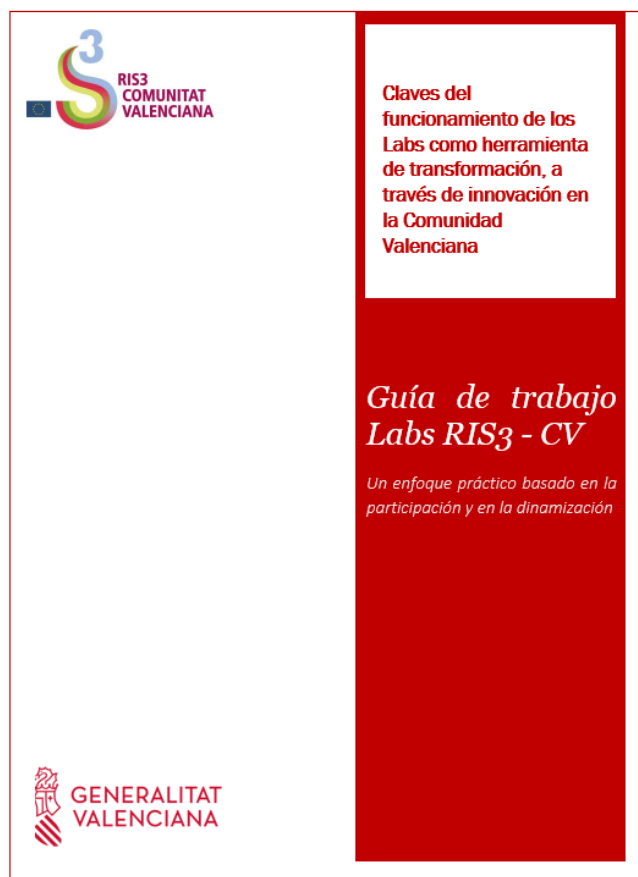 S3
RIS3
COMUNITAT
VALENCIANA
Claves del
funcionamiento de los
Labs como herramienta
de transformación, a
través de innovación en
la Comunidad
Valenciana
Guía de trabajo
Labs RIS3 - CV
Un enfoque práctico basado en la
participación y en la dinamización
GENERALITAT
VALENCIANA